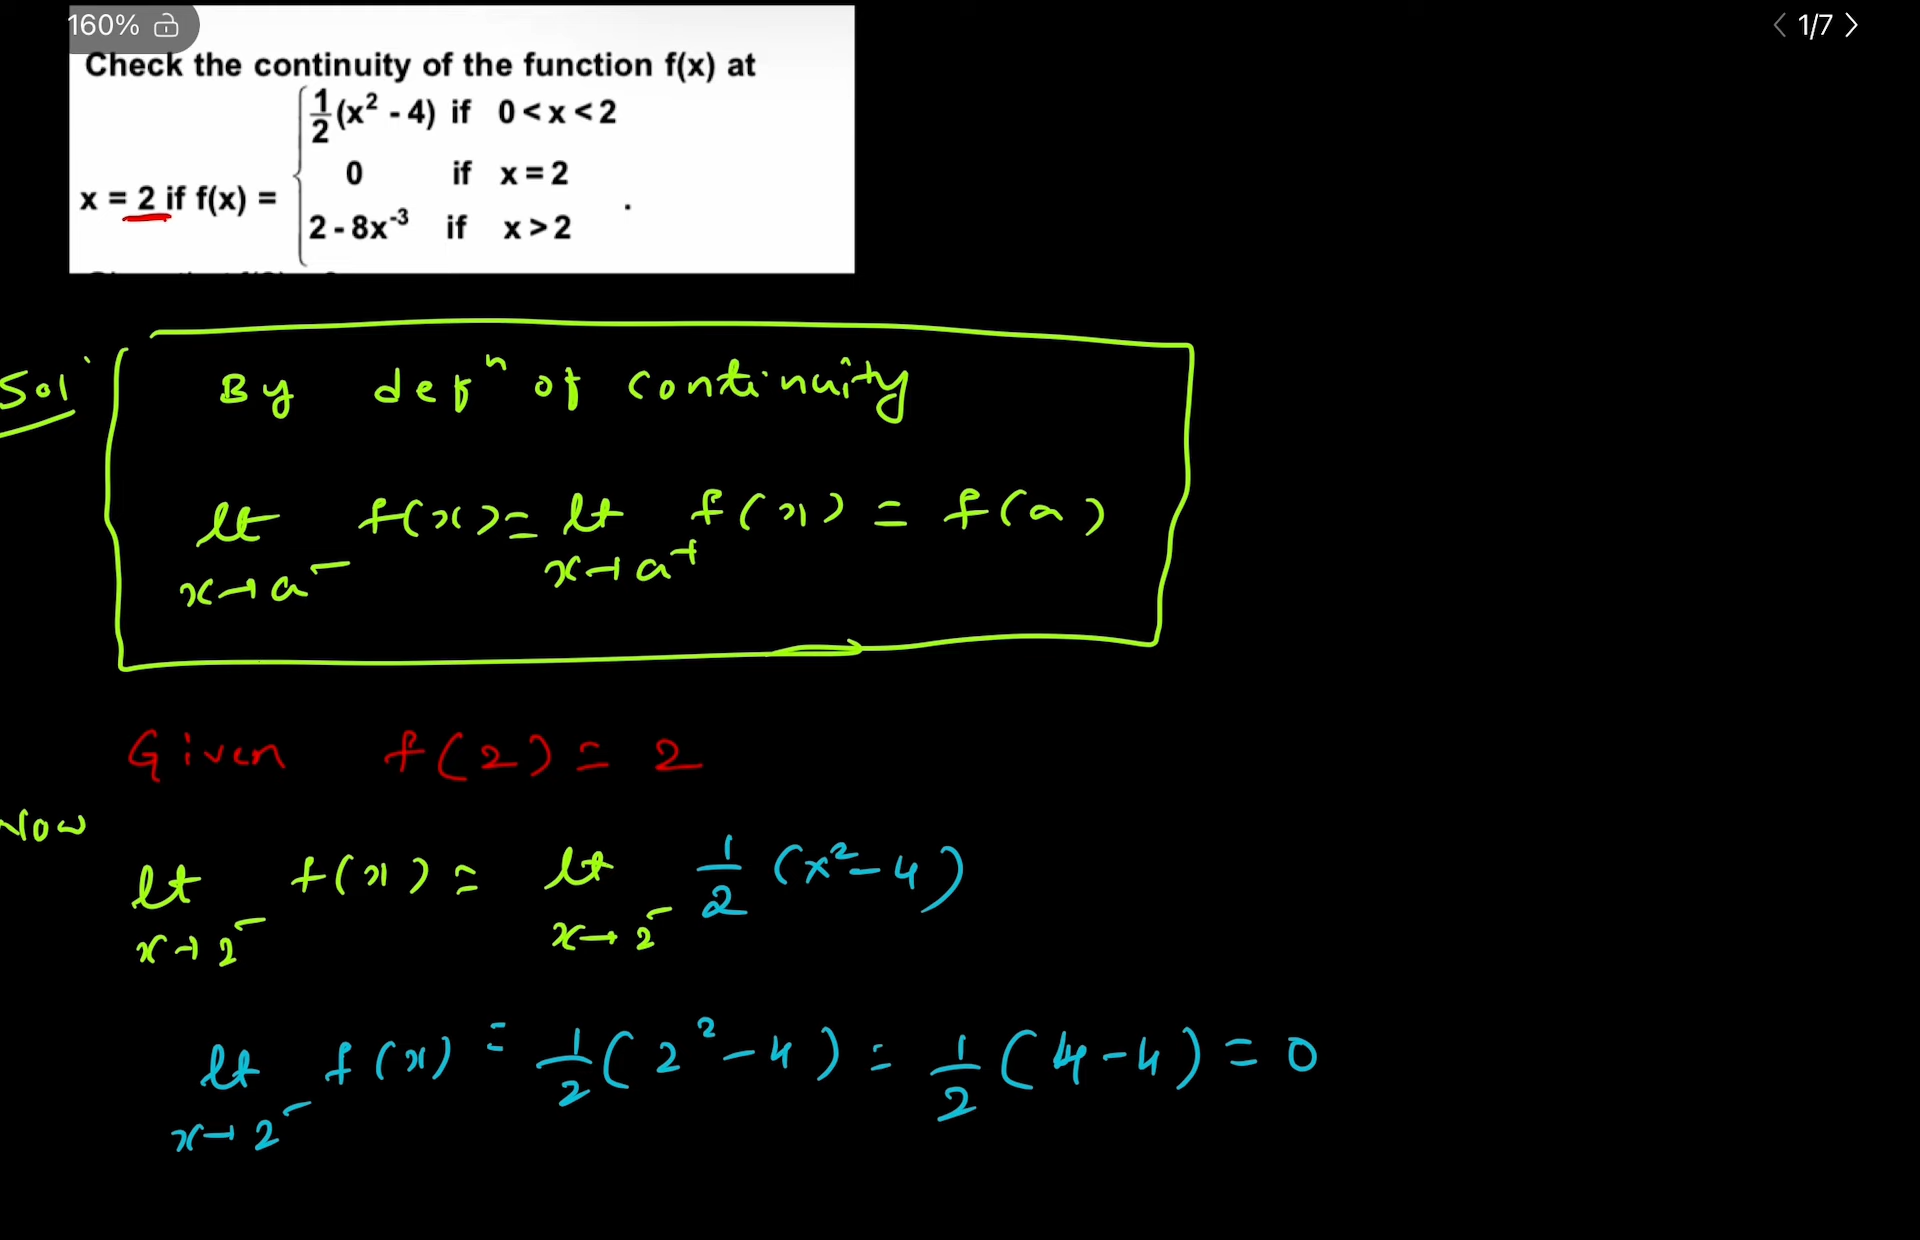 160%
< 1/7 >
Check the continuity of the function f(x) at
x = 2 if f(x) = { 1/2 (x² - 4) if 0 < x < 2
0 if x = 2
2 - 8x⁻³ if x > 2 .
Sol:
By defⁿ of continuity
lt f(x) = lt f(x) = f(a)
x→a⁻ x→a⁺
Given f(2) = 2
Now
lt f(x) = lt 1/2 (x² - 4)
x→2⁻ x→2⁻
lt f(x) = 1/2 (2² - 4) = 1/2 (4 - 4) = 0
x→2⁻